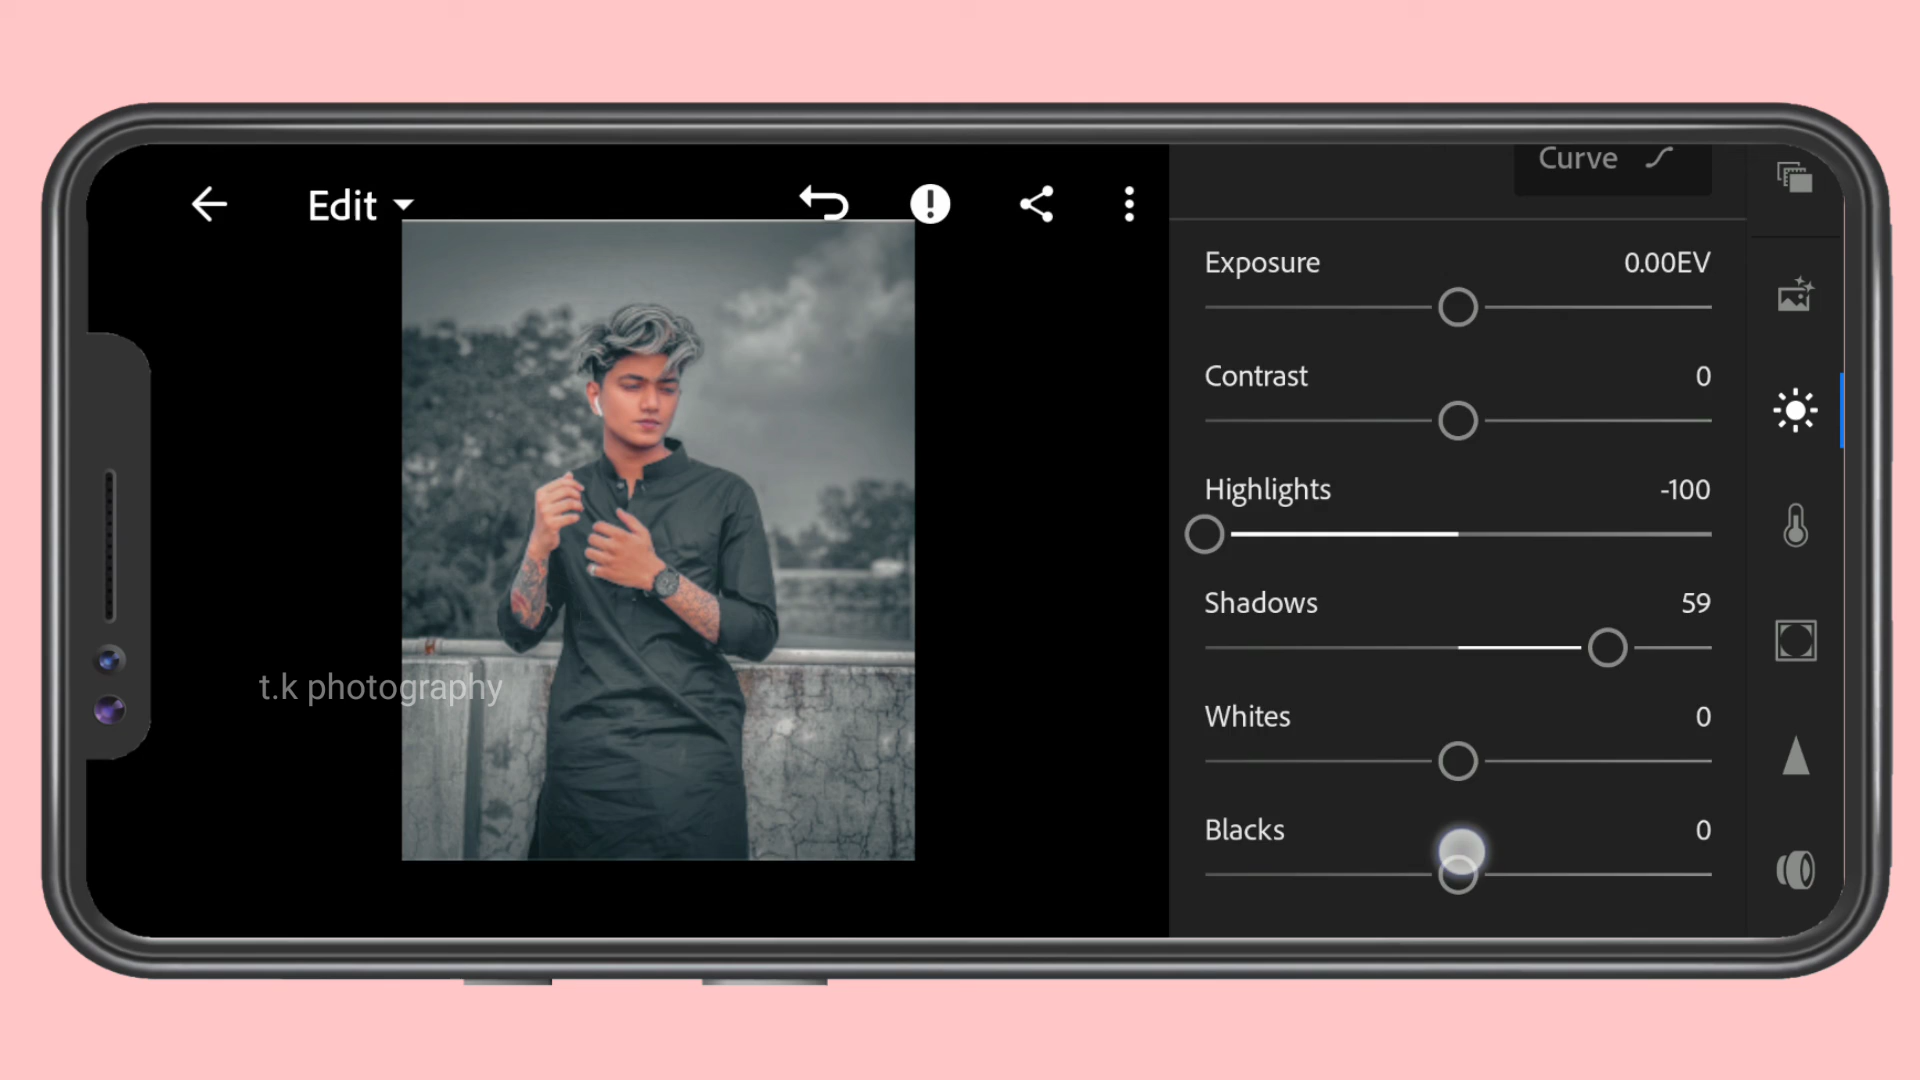 Edit
Curve
Exposure 0.00EV
Contrast 0
Highlights -100
Shadows 59
t.k photography
Whites 0
Blacks 0